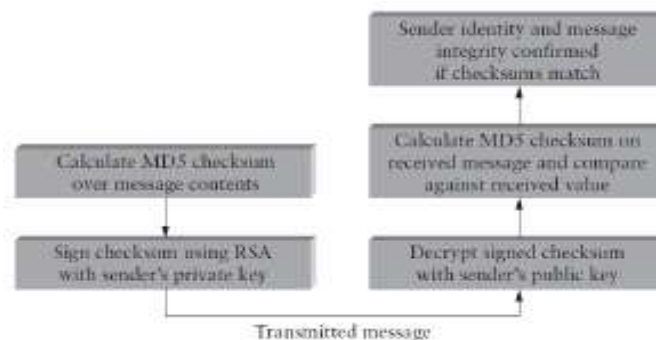 Calculate MD5 checksum
over message contents
Sign checksum using RSA
with sender's private key
Transmitted message
Decrypt signed checksum
with sender's public key
Calculate MD5 checksum on
received message and compare
against received value
Sender identity and message
integrity confirmed
if checksums match